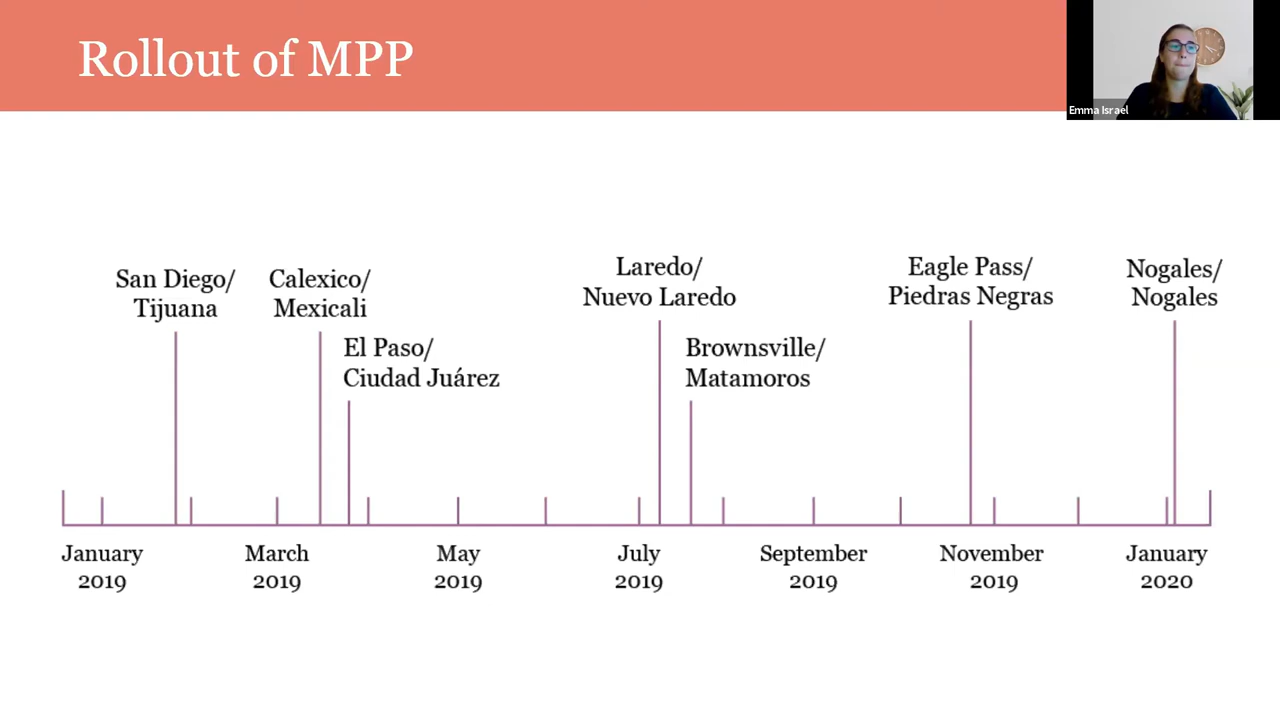 Rollout of MPP
Emma Israel
San Diego/
Tijuana
Calexico/
Mexicali
El Paso/
Ciudad Juárez
Laredo/
Nuevo Laredo
Brownsville/
Matamoros
Eagle Pass/
Piedras Negras
Nogales/
Nogales
January
2019
March
2019
May
2019
July
2019
September
2019
November
2019
January
2020